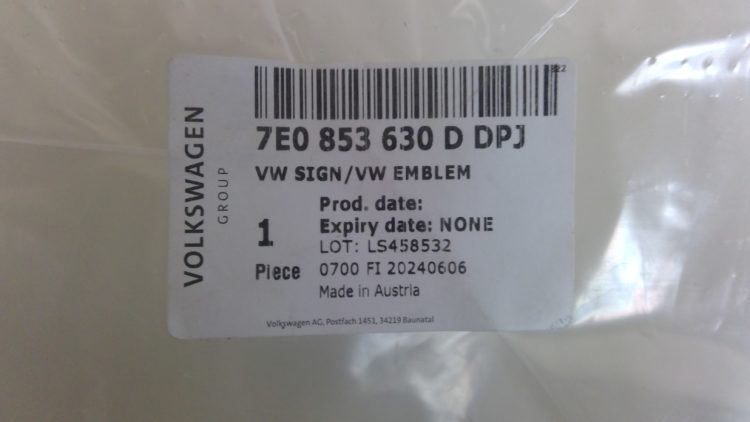 7E0 853 630 D DPJ
VW SIGN/VW EMBLEM
Prod. date:
Expiry date: NONE
LOT: LS458532
0700 FI 20240606
Made in Austria
1
Piece
VOLKSWAGEN
GROUP
Volkswagen AG, Postfach 1451, 34219 Baunatal